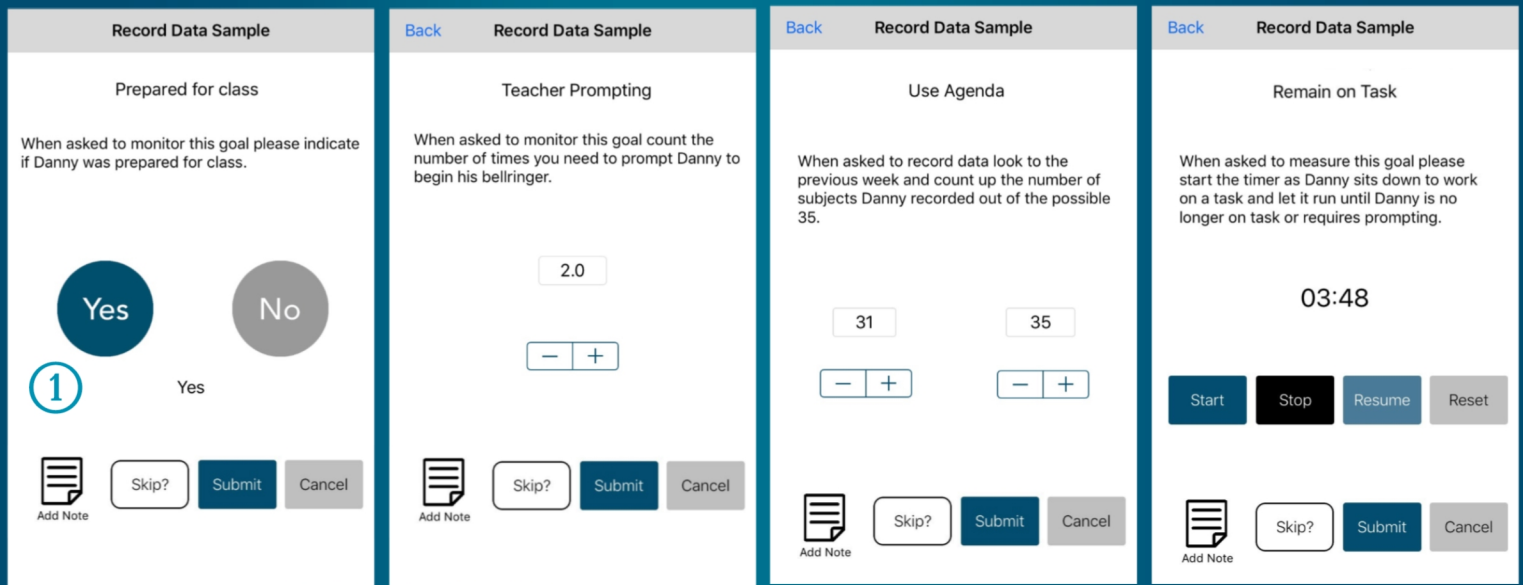 Record Data Sample
Prepared for class
When asked to monitor this goal please indicate
if Danny was prepared for class.
Yes
No
1
Yes
Add Note
Skip?
Submit
Cancel
Back
Record Data Sample
Teacher Prompting
When asked to monitor this goal count the
number of times you need to prompt Danny to
begin his bellringer.
2.0
− +
Add Note
Skip?
Submit
Cancel
Back
Record Data Sample
Use Agenda
When asked to record data look to the
previous week and count up the number of
subjects Danny recorded out of the possible
35.
31
35
− +
− +
Add Note
Skip?
Submit
Cancel
Back
Record Data Sample
Remain on Task
When asked to measure this goal please
start the timer as Danny sits down to work
on a task and let it run until Danny is no
longer on task or requires prompting.
03:48
Start
Stop
Resume
Reset
Add Note
Skip?
Submit
Cancel